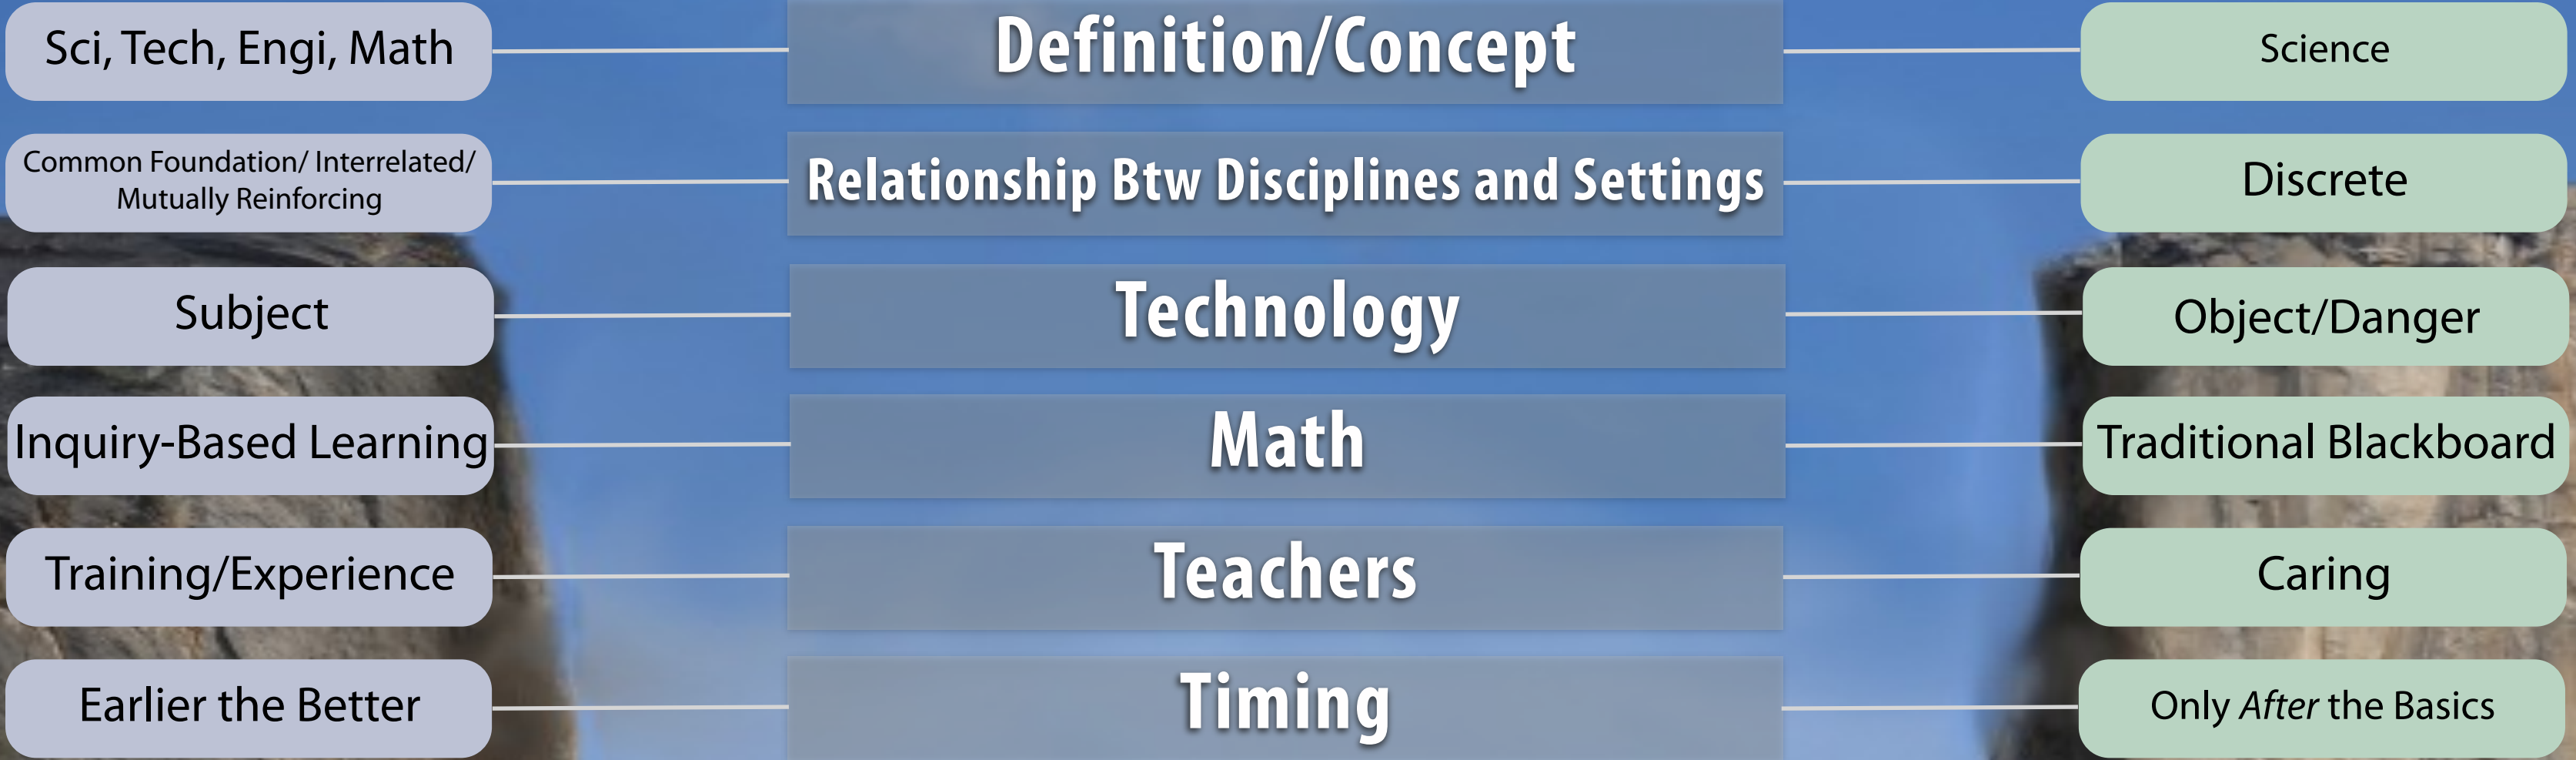 Sci, Tech, Engi, Math
Definition/Concept
Science
Common Foundation/ Interrelated/
Mutually Reinforcing
Relationship Btw Disciplines and Settings
Discrete
Subject
Technology
Object/Danger
Inquiry-Based Learning
Math
Traditional Blackboard
Training/Experience
Teachers
Caring
Earlier the Better
Timing
Only After the Basics